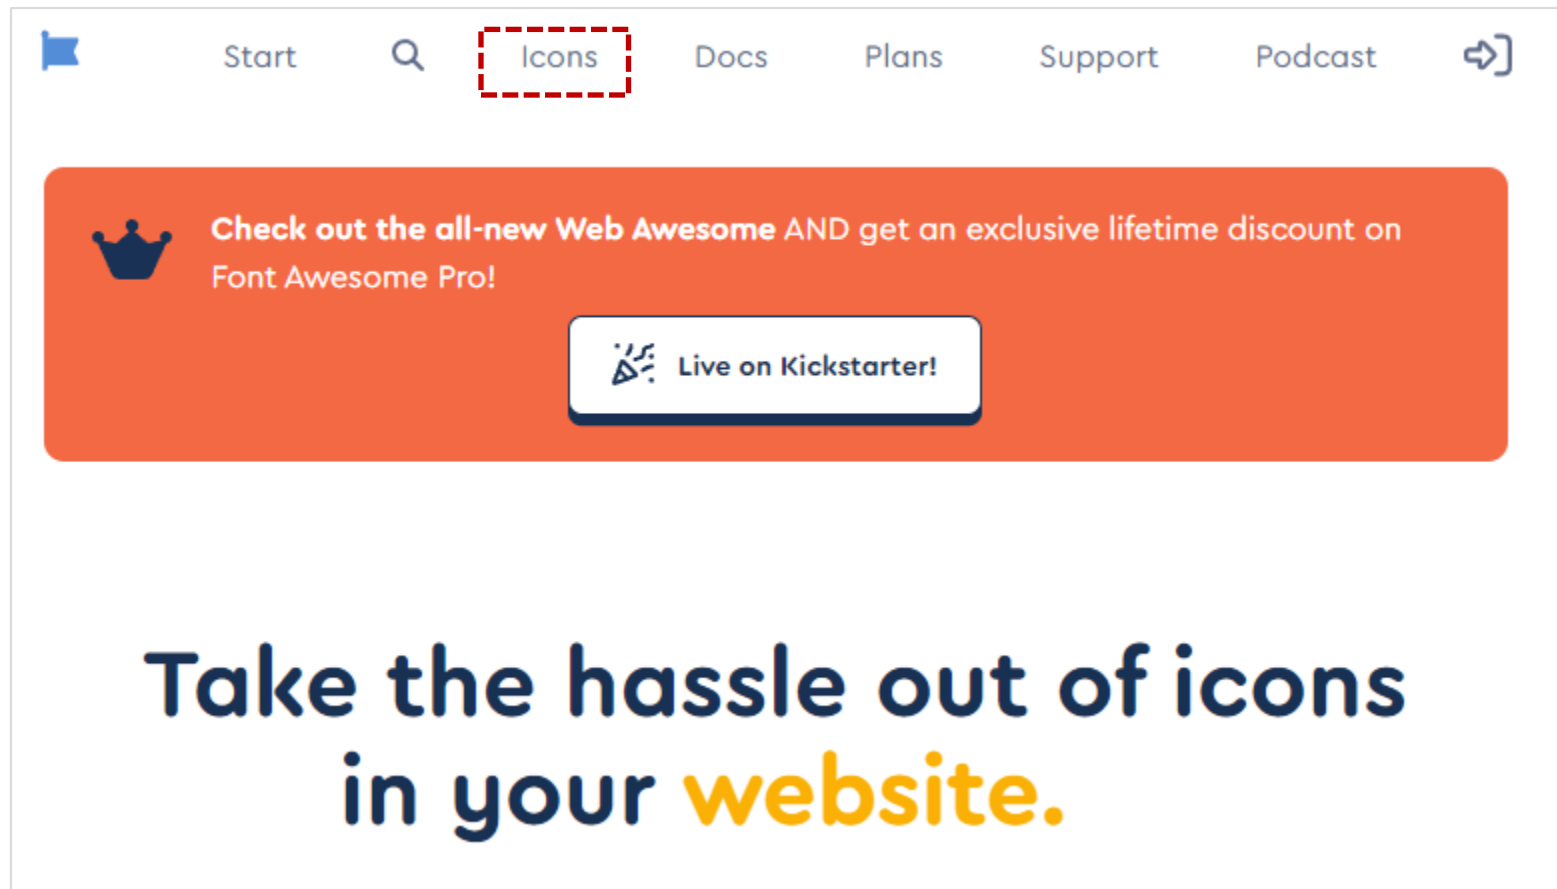 Start Icons Docs Plans Support Podcast
Check out the all-new Web Awesome AND get an exclusive lifetime discount on
Font Awesome Pro!
Live on Kickstarter!
Take the hassle out of icons
in your website.